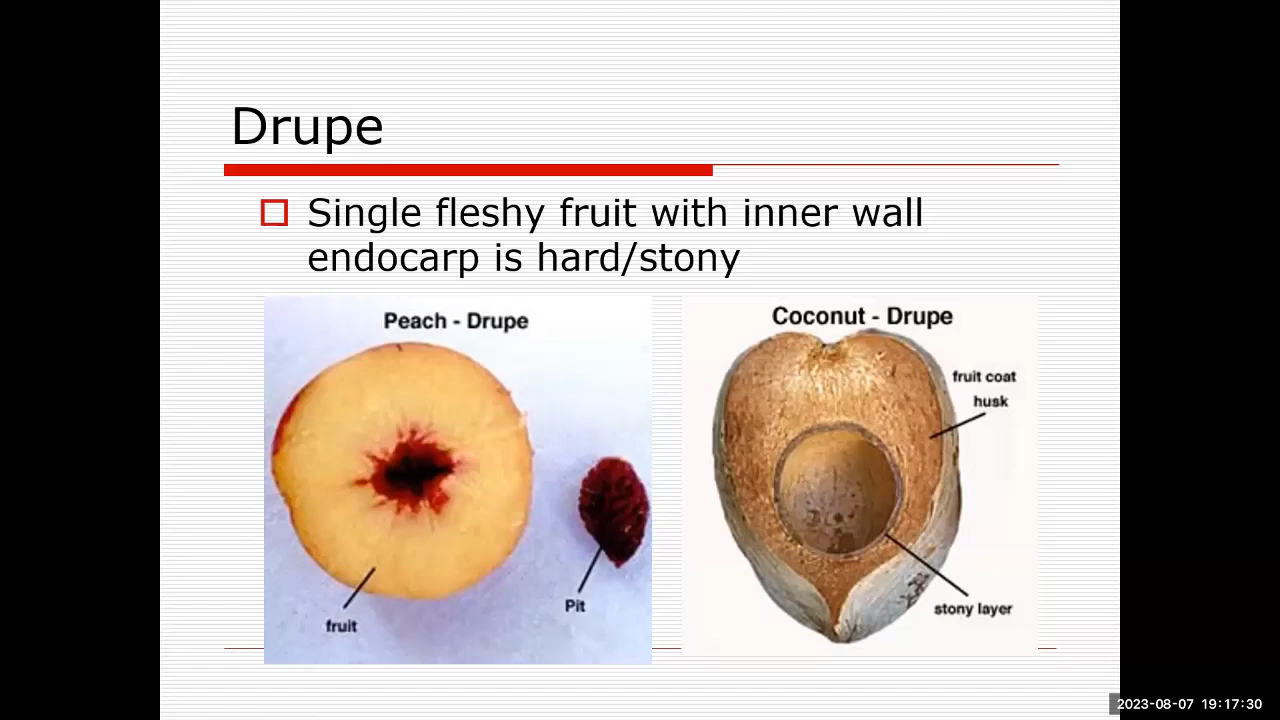 Drupe
Single fleshy fruit with inner wall
endocarp is hard/stony
Peach - Drupe
fruit
Pit
Coconut - Drupe
fruit coat
husk
stony layer
2023-08-07 19:17:30